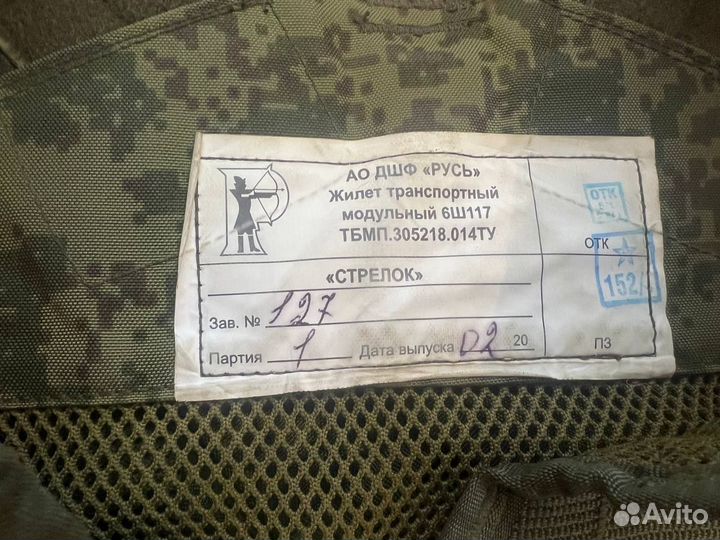 АО ДШФ «РУСЬ»
Жилет транспортный
модульный 6Ш117
ТБМП.305218.014ТУ
ОТК
ОТК
152/
«СТРЕЛОК»
Зав. № 127
Партия 1 Дата выпуска 02 20
ПЗ
Avito